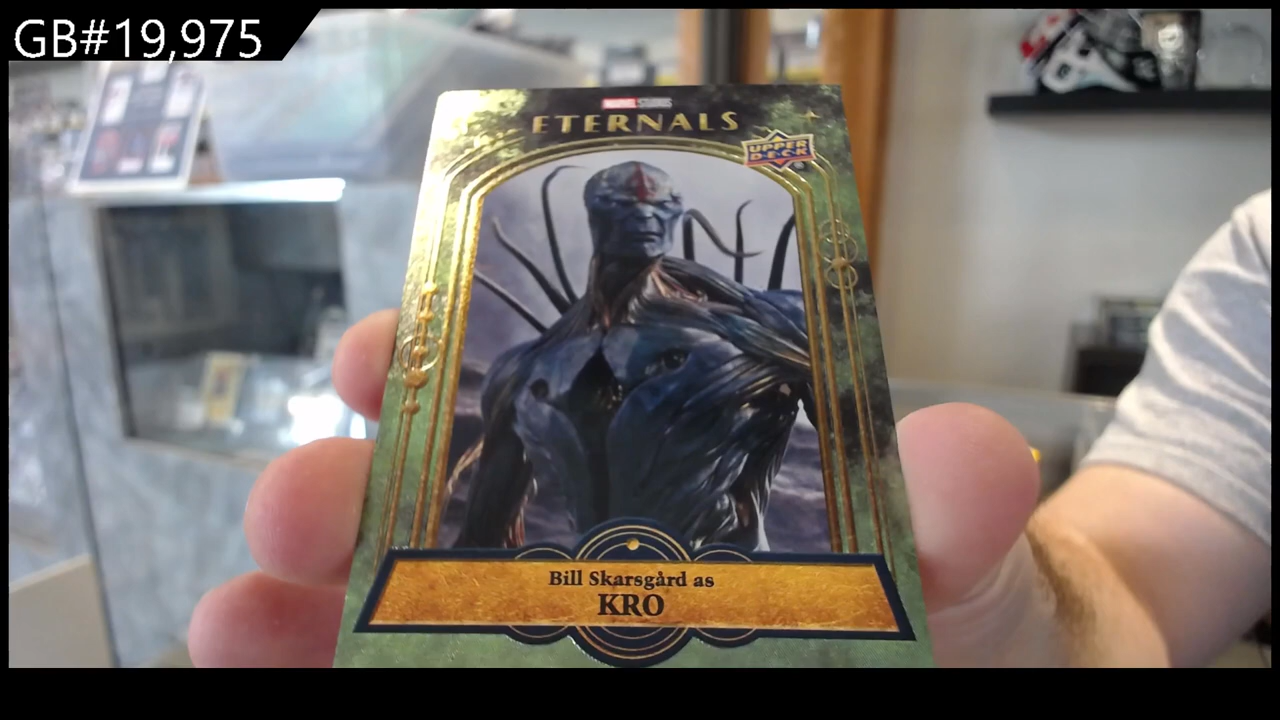 GB#19,975
MARVEL STUDIOS
ETERNALS
UPPER
DECK
Bill Skarsgård as
KRO